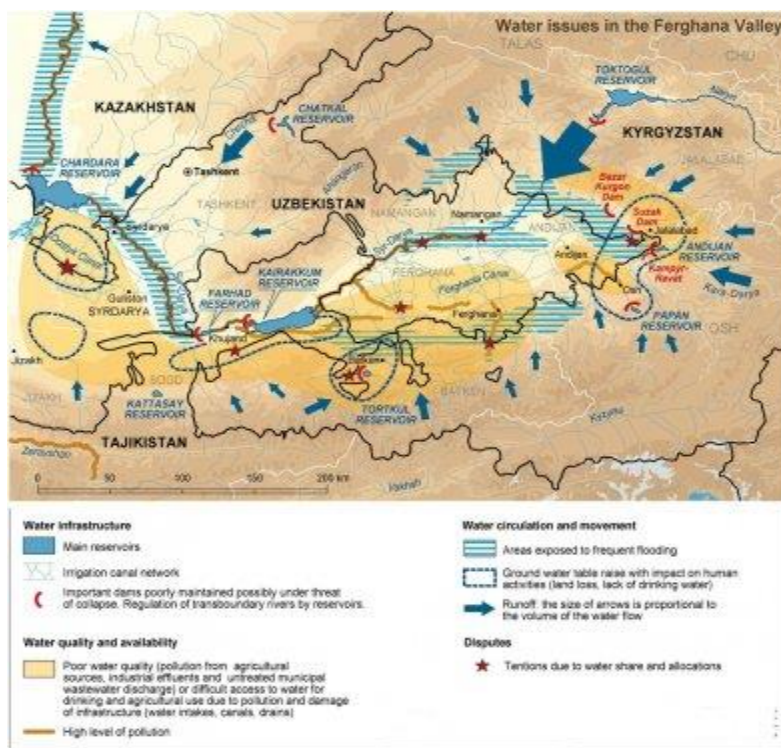 Water issues in the Ferghana Valley
TALAS
CHU
TOKTOGUL
RESERVOIR
Naryn
KAZAKHSTAN
CHATKAL
RESERVOIR
KYRGYZSTAN
CHARDARA
RESERVOIR
Tashkent
JALALABAD
Bazar
Kurgon
Dam
UZBEKISTAN
TASHKENT
Suzak
Dam
NAMANGAN
Namangan
Syrdarya
Jalalabad
ANDIJAN
ANDIJAN
RESERVOIR
Syr-Darya
Andijan
KAIRAKKUM
RESERVOIR
FERGHANA
Kampyr-
Ravat
Kara-Darya
FARHAD
RESERVOIR
Ferghana Canal
Osh
Guliston
SYRDARYA
Ferghana
PAPAN
RESERVOIR
OSH
Khujand
Jizakh
SOGD
BATKEN
JIZAKH
KATTASAY
RESERVOIR
TORTKUL
RESERVOIR
Kyzylsu
TAJIKISTAN
Zeravshan
Vakhsh
0 50 100 150 200 km
Water infrastructure
Main reservoirs
Irrigation canal network
Important dams poorly maintained possibly under threat
of collapse. Regulation of transboundary rivers by reservoirs.
Water quality and availability
Poor water quality (pollution from agricultural
sources, industrial effluents and untreated municipal
wastewater discharge) or difficult access to water for
drinking and agricultural use due to pollution and damage
of infrastructure (water intakes, canals, drains)
High level of pollution
Water circulation and movement
Areas exposed to frequent flooding
Ground water table raise with impact on human
activities (land loss, lack of drinking water)
Runoff: the size of arrows is proportional to
the volume of the water flow
Disputes
Tentions due to water share and allocations